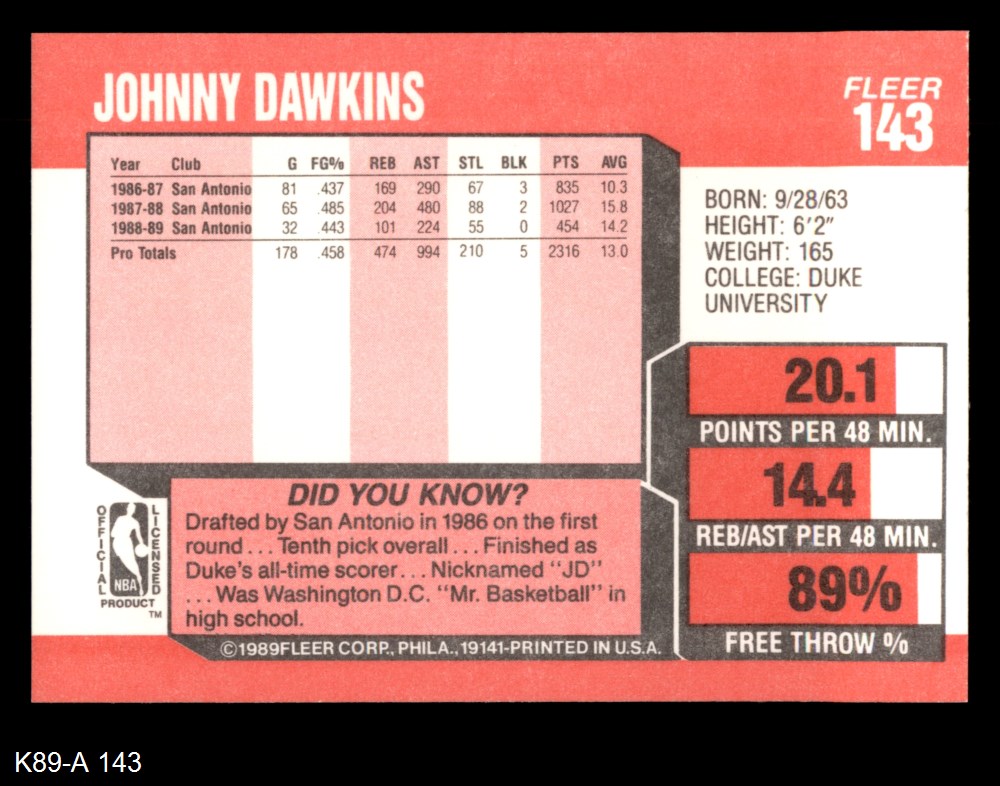 JOHNNY DAWKINS
FLEER
143
Year Club G FG% REB AST STL BLK PTS AVG
1986-87 San Antonio 81 .437 169 290 67 3 835 10.3
1987-88 San Antonio 65 .485 204 480 88 2 1027 15.8
1988-89 San Antonio 32 .443 101 224 55 0 454 14.2
Pro Totals 178 .458 474 994 210 5 2316 13.0
BORN: 9/28/63
HEIGHT: 6'2"
WEIGHT: 165
COLLEGE: DUKE
UNIVERSITY
20.1
POINTS PER 48 MIN.
14.4
REB/AST PER 48 MIN.
89%
FREE THROW %
DID YOU KNOW?
Drafted by San Antonio in 1986 on the first
round... Tenth pick overall... Finished as
Duke's all-time scorer... Nicknamed "JD"
...Was Washington D.C. "Mr. Basketball" in
high school.
OFFICIAL
LICENSED
NBA
PRODUCT
TM
©1989FLEER CORP., PHILA., 19141-PRINTED IN U.S.A.
K89-A 143